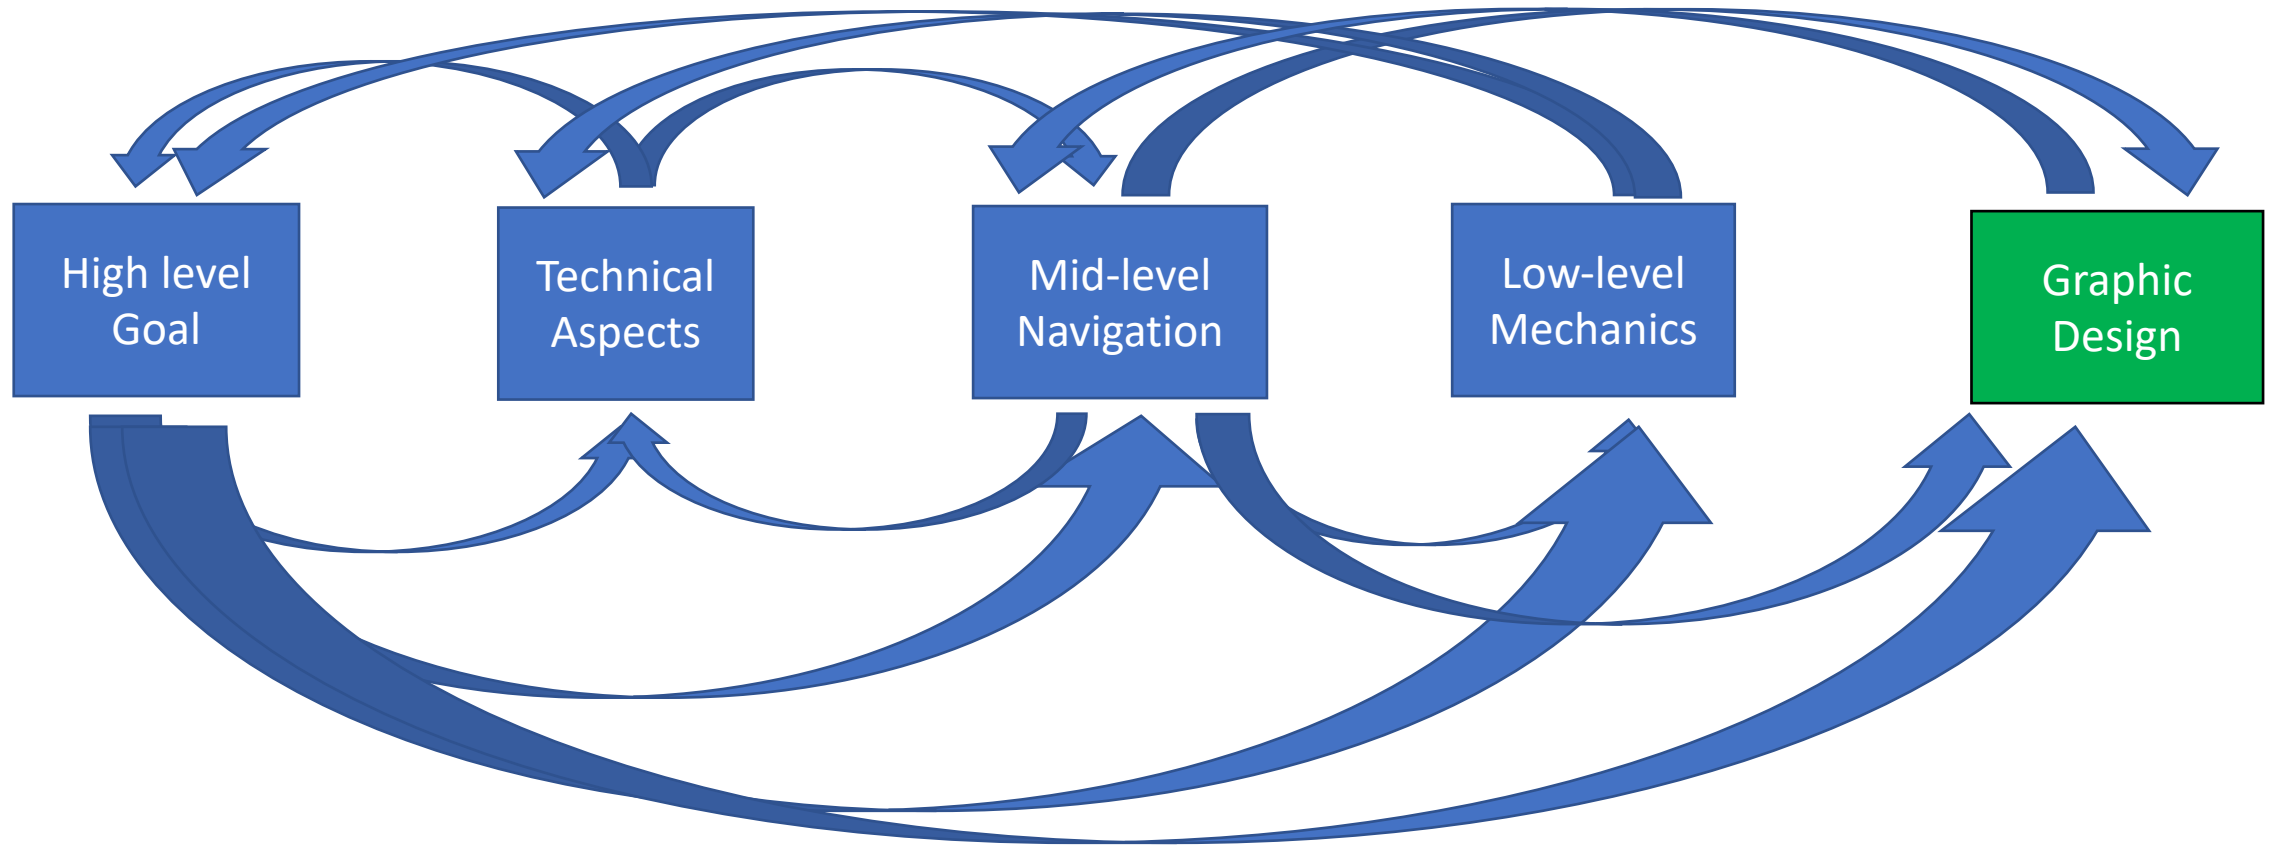 High level
Goal
Technical
Aspects
Mid-level
Navigation
Low-level
Mechanics
Graphic
Design